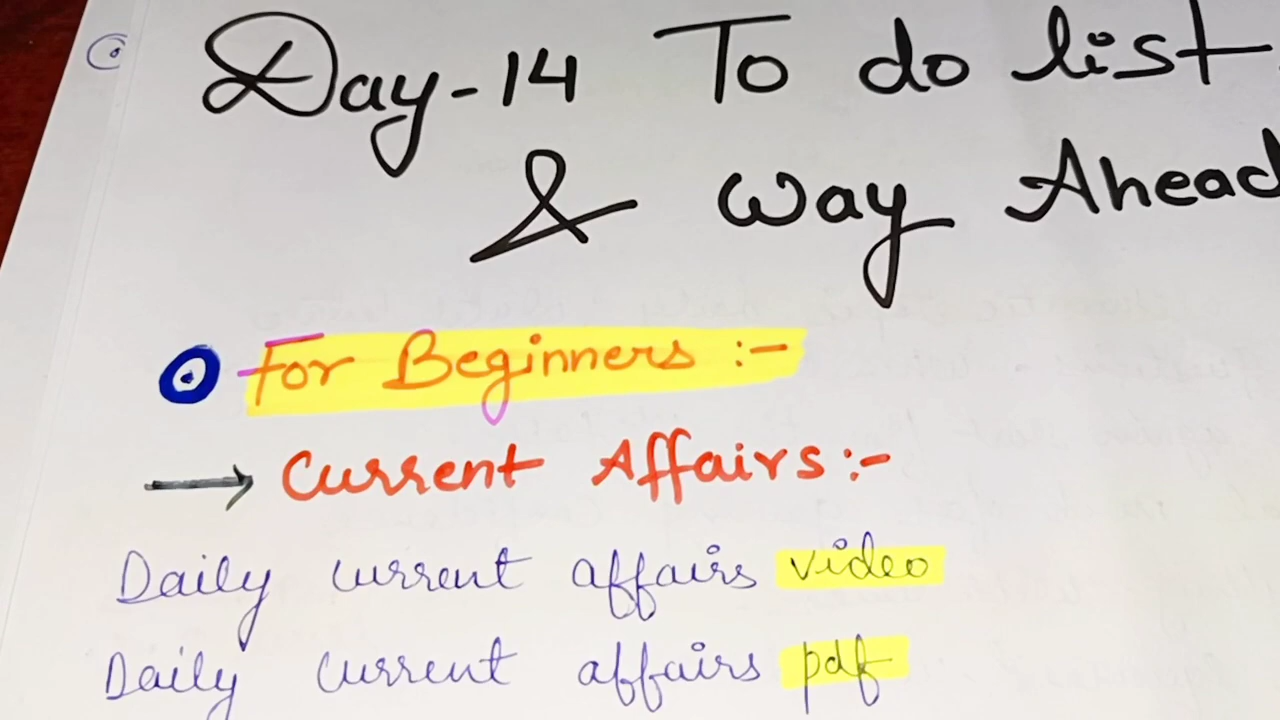 Day-14 To do list
& Way Ahead
For Beginners :-
Current Affairs :-
Daily current affairs video
Daily current affairs pdf